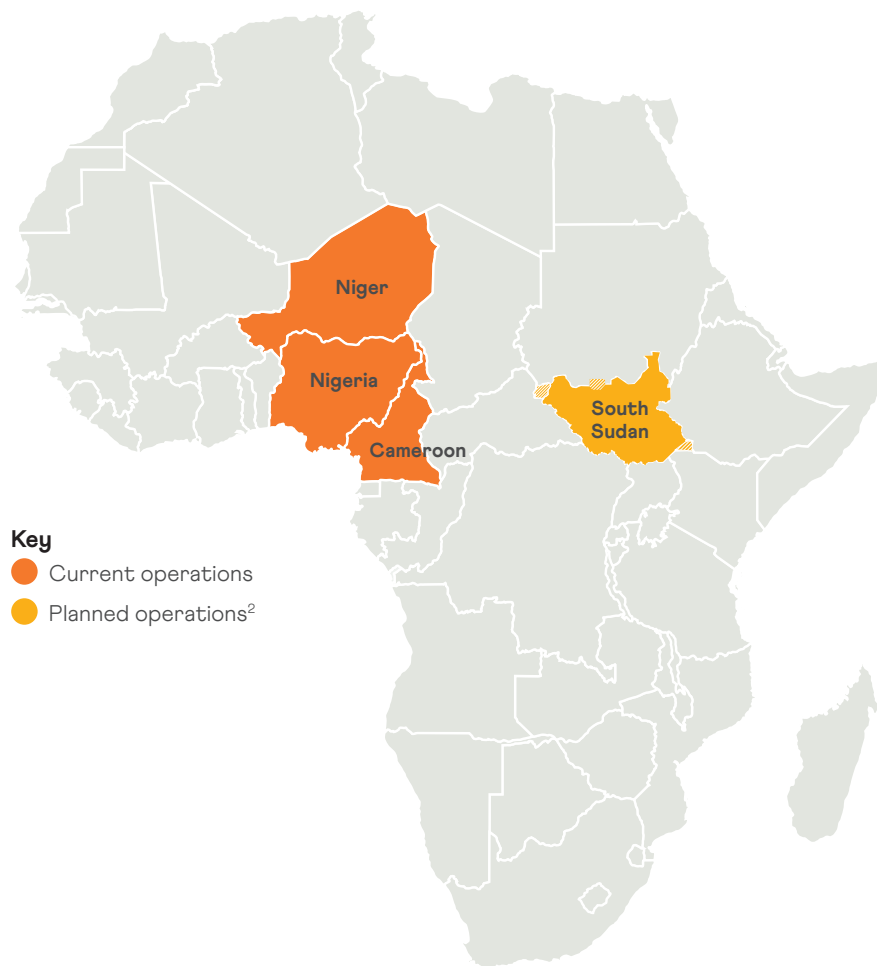 Niger
Nigeria
Cameroon
South
Sudan
Key
Current operations
Planned operations²